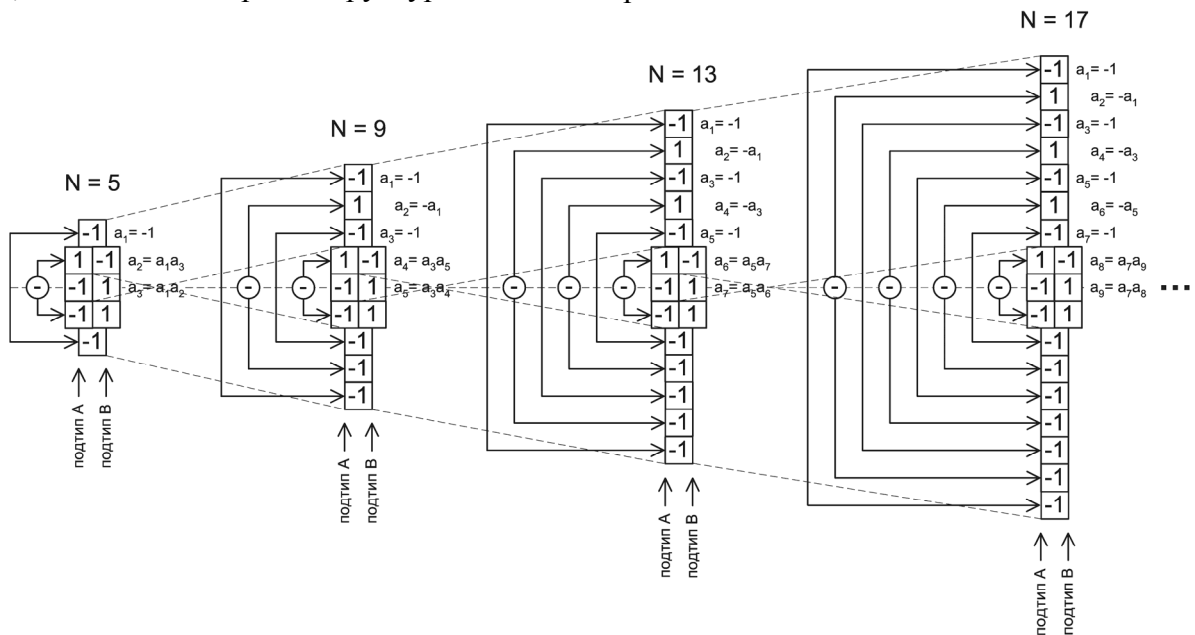 N = 5
-1 a₁= -1
1 -1 a₂= a₁a₃
- -1 1 a₃= a₁a₂
-1 1
-1
подтип A
подтип B
N = 9
-1 a₁= -1
1 a₂= -a₁
-1 a₃= -1
1 -1 a₄= a₃a₅
- - -1 1 a₅= a₃a₄
-1 1
-1
-1
-1
подтип A
подтип B
N = 13
-1 a₁= -1
1 a₂= -a₁
-1 a₃= -1
1 a₄= -a₃
-1 a₅= -1
1 -1 a₆= a₅a₇
- - - -1 1 a₇= a₅a₆
-1 1
-1
-1
-1
-1
-1
подтип A
подтип B
N = 17
-1 a₁= -1
1 a₂= -a₁
-1 a₃= -1
1 a₄= -a₃
-1 a₅= -1
1 a₆= -a₅
-1 a₇= -1
1 -1 a₈= a₇a₉
- - - - -1 1 a₉= a₇a₈ ...
-1 1
-1
-1
-1
-1
-1
-1
-1
подтип A
подтип B